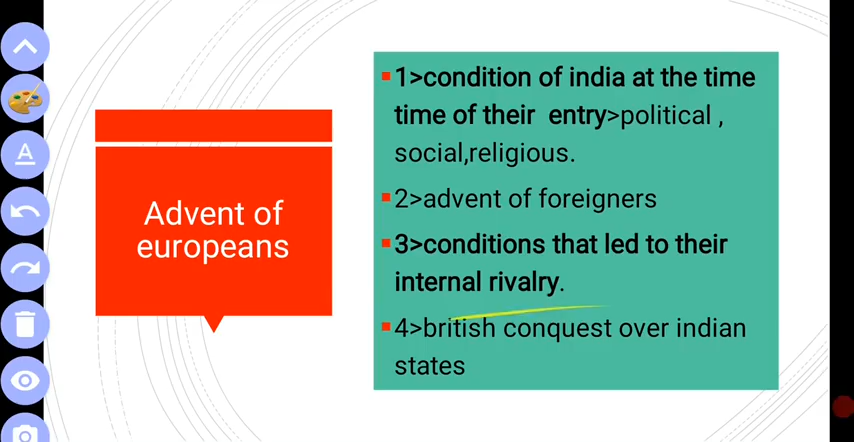 Advent of
europeans
1>condition of india at the time
time of their entry>political ,
social,religious.
2>advent of foreigners
3>conditions that led to their
internal rivalry.
4>british conquest over indian
states
A